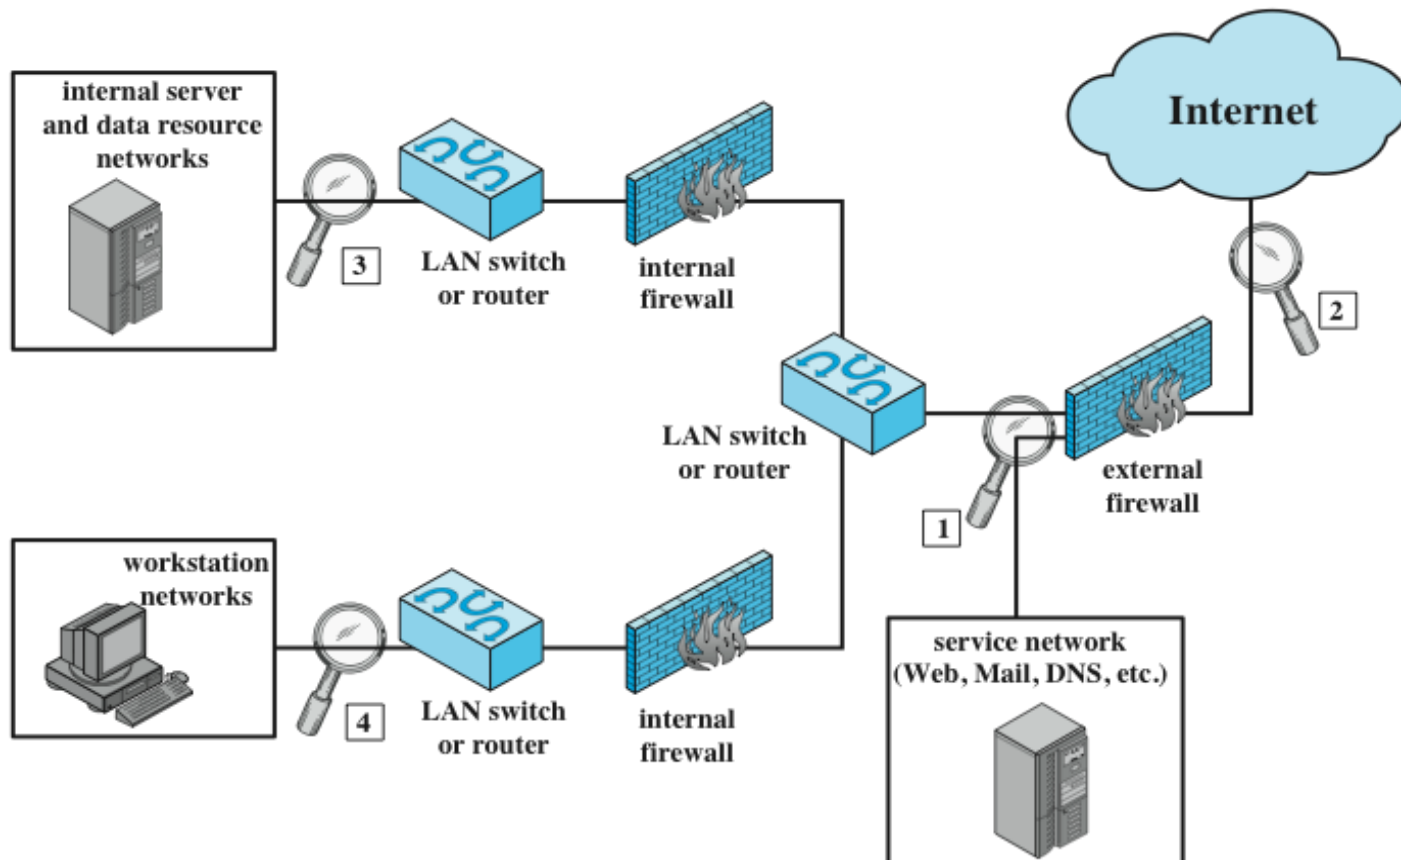 Internet
internal server
and data resource
networks
3
LAN switch
or router
internal
firewall
2
LAN switch
or router
1
external
firewall
workstation
networks
4
LAN switch
or router
internal
firewall
service network
(Web, Mail, DNS, etc.)